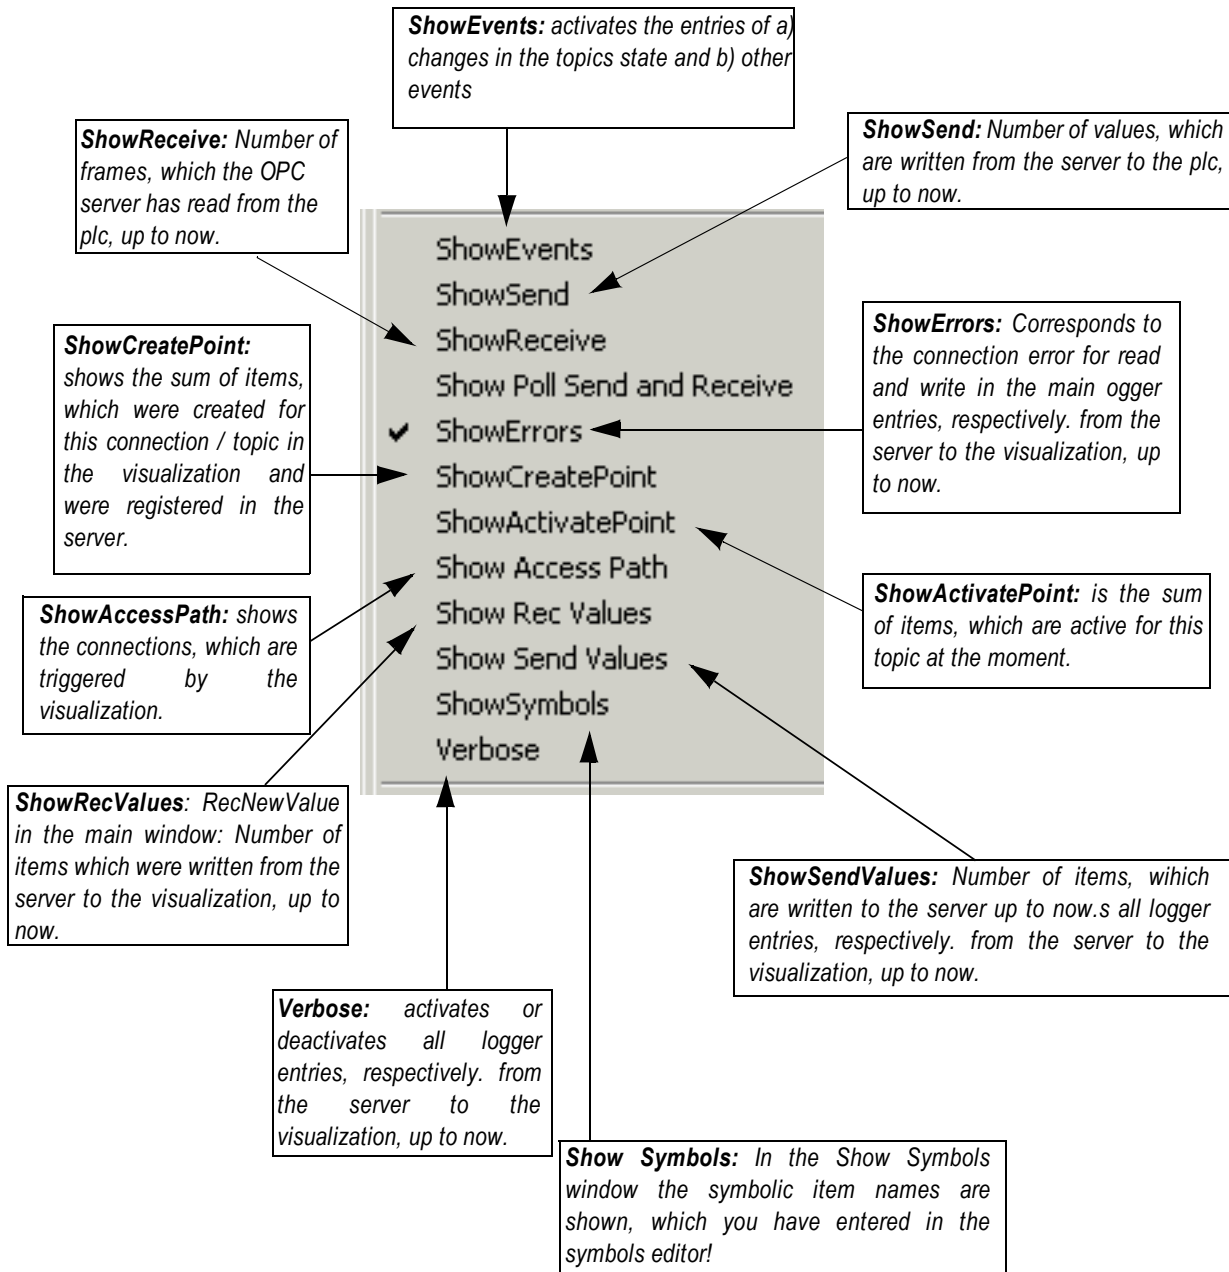 ShowEvents: activates the entries of a)
changes in the topics state and b) other
events
ShowReceive: Number of
frames, which the OPC
server has read from the
plc, up to now.
ShowSend: Number of values, which
are written from the server to the plc,
up to now.
ShowEvents
ShowSend
ShowReceive
Show Poll Send and Receive
ShowErrors
ShowCreatePoint
ShowActivatePoint
Show Access Path
Show Rec Values
Show Send Values
ShowSymbols
Verbose
ShowCreatePoint:
shows the sum of items,
which were created for
this connection / topic in
the visualization and
were registered in the
server.
ShowErrors: Corresponds to
the connection error for read
and write in the main ogger
entries, respectively. from the
server to the visualization, up
to now.
ShowAccessPath: shows
the connections, which are
triggered by the
visualization.
ShowActivatePoint: is the sum
of items, which are active for this
topic at the moment.
ShowRecValues: RecNewValue
in the main window: Number of
items which were written from the
server to the visualization, up to
now.
ShowSendValues: Number of items, wihich
are written to the server up to now.s all logger
entries, respectively. from the server to the
visualization, up to now.
Verbose: activates or
deactivates all logger
entries, respectively. from
the server to the
visualization, up to now.
Show Symbols: In the Show Symbols
window the symbolic item names are
shown, which you have entered in the
symbols editor!